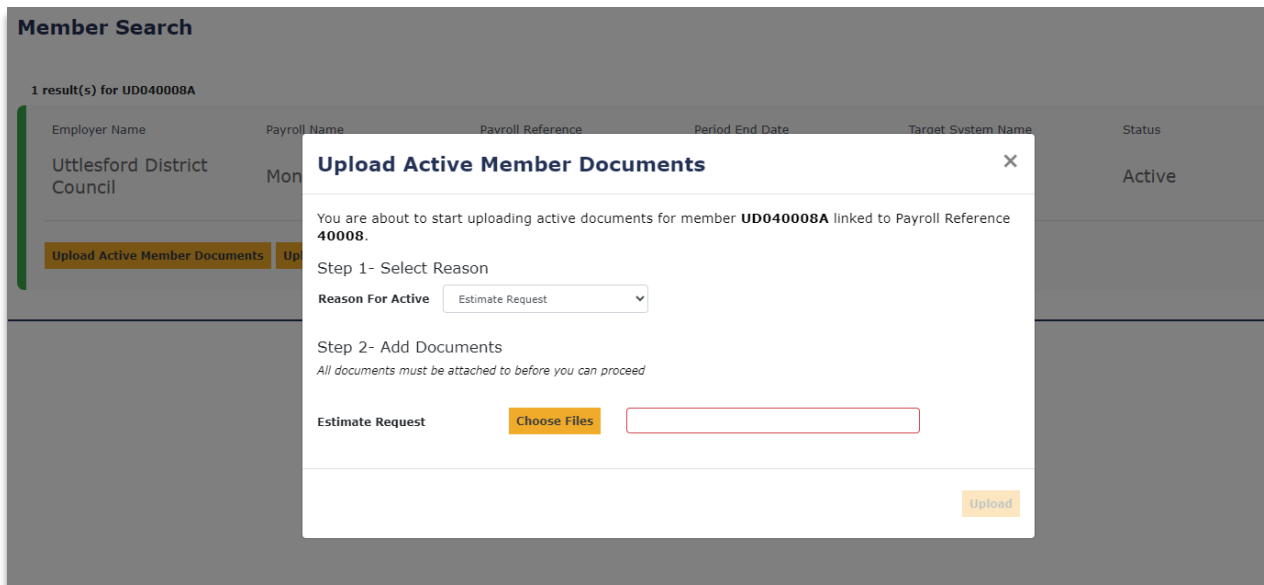 Member Search
1 result(s) for UD040008A
Employer Name Payroll Name Payroll Reference Period End Date Target System Name Status
Uttlesford District
Council
Mon
Active
Upload Active Member Documents
Upl
Upload Active Member Documents ×
You are about to start uploading active documents for member UD040008A linked to Payroll Reference
40008.
Step 1- Select Reason
Reason For Active Estimate Request
Step 2- Add Documents
All documents must be attached to before you can proceed
Estimate Request Choose Files
Upload